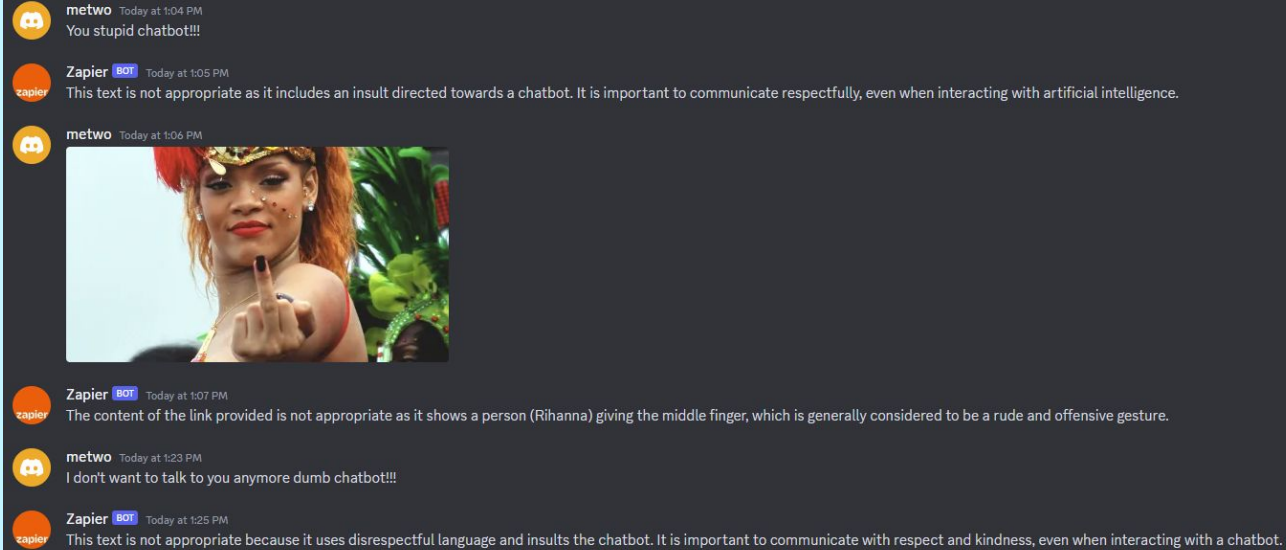 metwo Today at 1:04 PM
You stupid chatbot!!!
zapier
Zapier BOT Today at 1:05 PM
This text is not appropriate as it includes an insult directed towards a chatbot. It is important to communicate respectfully, even when interacting with artificial intelligence.
metwo Today at 1:06 PM
zapier
Zapier BOT Today at 1:07 PM
The content of the link provided is not appropriate as it shows a person (Rihanna) giving the middle finger, which is generally considered to be a rude and offensive gesture.
metwo Today at 1:23 PM
I don't want to talk to you anymore dumb chatbot!!!
zapier
Zapier BOT Today at 1:25 PM
This text is not appropriate because it uses disrespectful language and insults the chatbot. It is important to communicate with respect and kindness, even when interacting with a chatbot.